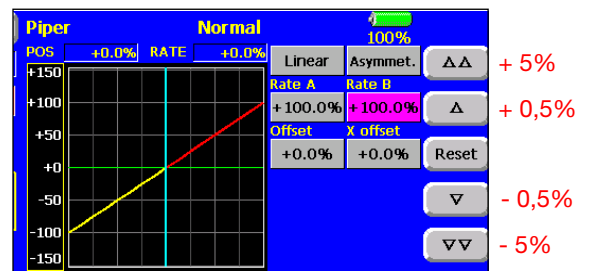 Piper Normal 100%
POS +0.0% RATE +0.0%
Linear Asymmet. + 5%
+150
Rate A Rate B
+100 +100.0% +100.0% + 0,5%
+50 Offset X offset
+0 +0.0% +0.0% Reset
-50 - 0,5%
-100 - 5%
-150